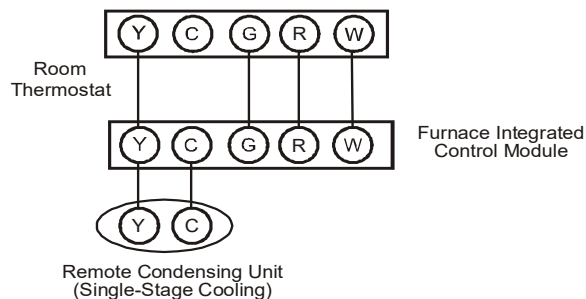 Y C G R W
Room
Thermostat
Y C G R W
Furnace Integrated
Control Module
Y C
Remote Condensing Unit
(Single-Stage Cooling)